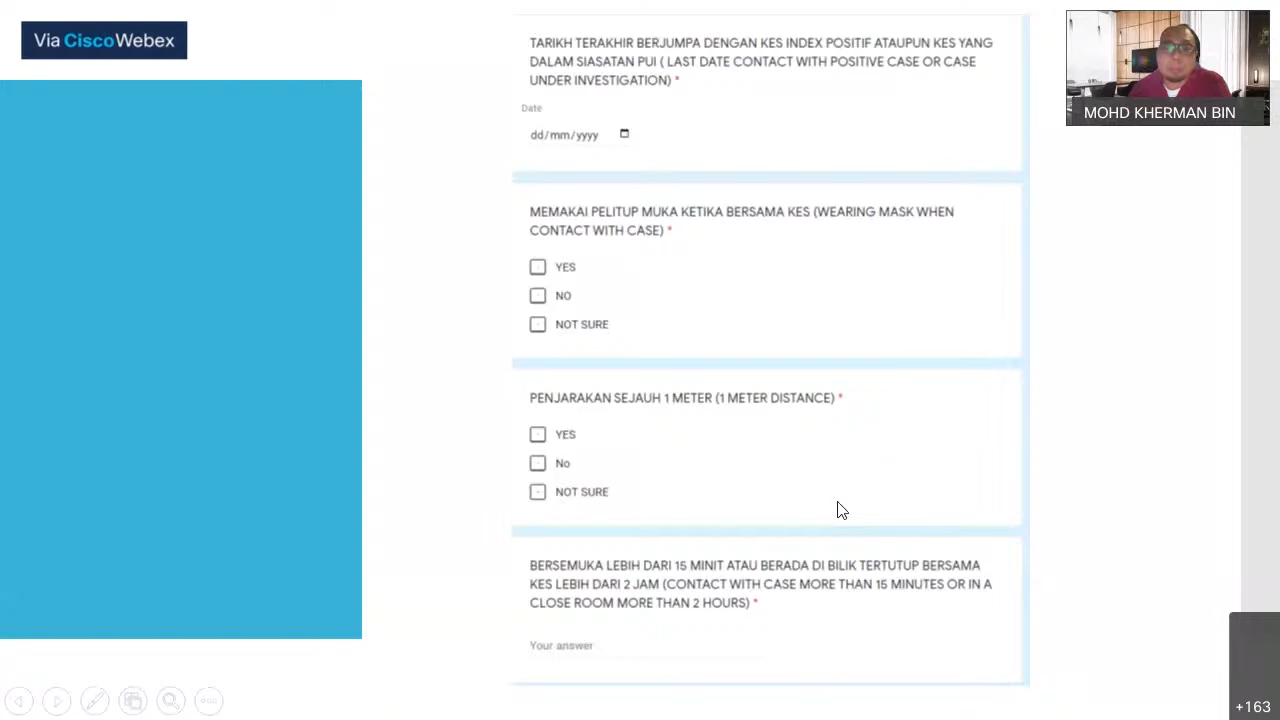 Via CiscoWebex
TARIKH TERAKHIR BERJUMPA DENGAN KES INDEX POSITIF ATAUPUN KES YANG
DALAM SIASATAN PUI ( LAST DATE CONTACT WITH POSITIVE CASE OR CASE
UNDER INVESTIGATION) *
Date
dd/mm/yyyy
MEMAKAI PELITUP MUKA KETIKA BERSAMA KES (WEARING MASK WHEN
CONTACT WITH CASE) *
YES
NO
NOT SURE
PENJARAKAN SEJAUH 1 METER (1 METER DISTANCE) *
YES
No
NOT SURE
BERSEMUKA LEBIH DARI 15 MINIT ATAU BERADA DI BILIK TERTUTUP BERSAMA
KES LEBIH DARI 2 JAM (CONTACT WITH CASE MORE THAN 15 MINUTES OR IN A
CLOSE ROOM MORE THAN 2 HOURS) *
Your answer
MOHD KHERMAN BIN
+163